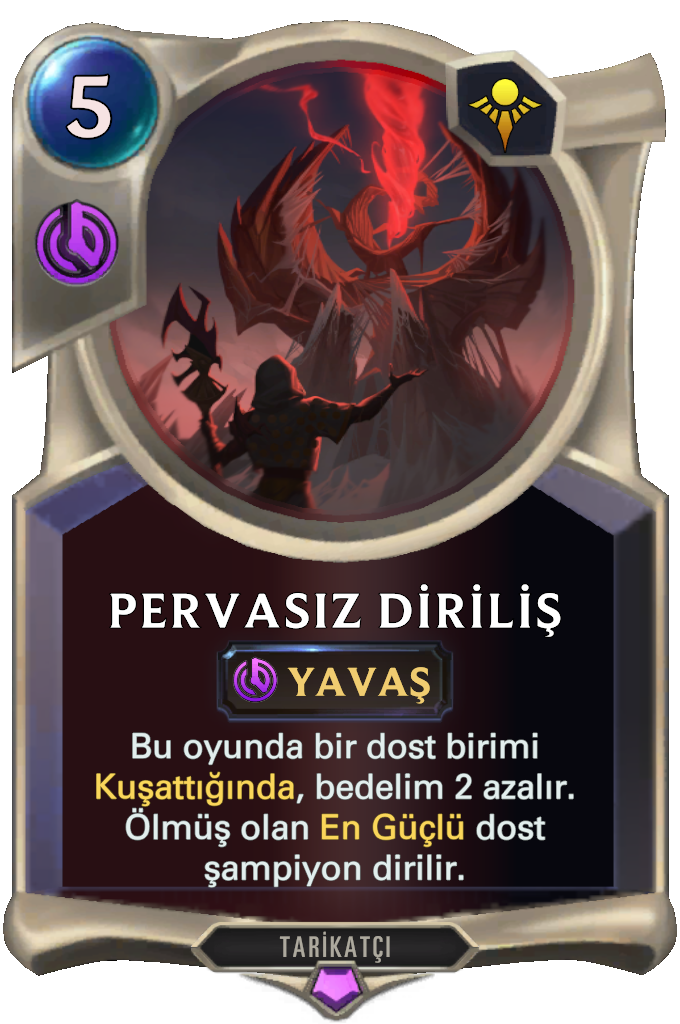 5
PERVASIZ DİRİLİŞ
YAVAŞ
Bu oyunda bir dost birimi
Kuşattığında, bedelim 2 azalır.
Ölmüş olan En Güçlü dost
şampiyon dirilir.
TARİKATÇI